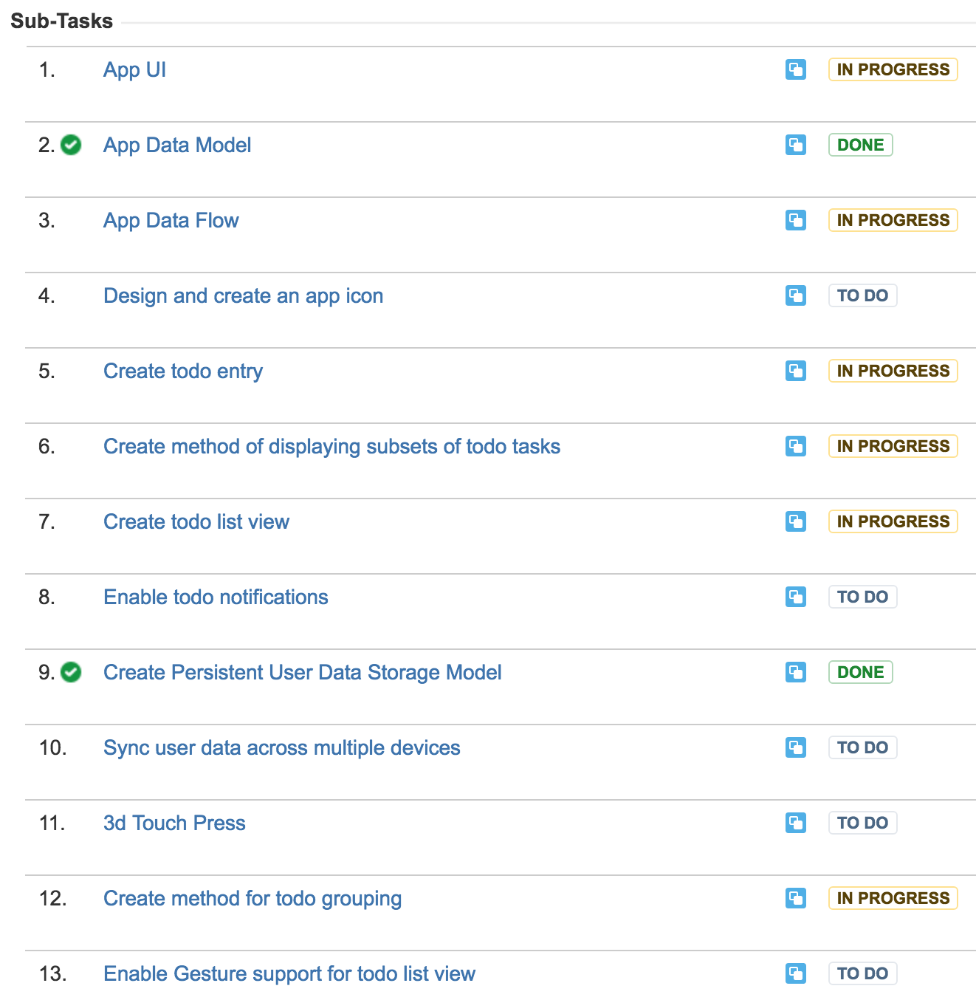 Sub-Tasks
1. App UI IN PROGRESS
2. App Data Model DONE
3. App Data Flow IN PROGRESS
4. Design and create an app icon TO DO
5. Create todo entry IN PROGRESS
6. Create method of displaying subsets of todo tasks IN PROGRESS
7. Create todo list view IN PROGRESS
8. Enable todo notifications TO DO
9. Create Persistent User Data Storage Model DONE
10. Sync user data across multiple devices TO DO
11. 3d Touch Press TO DO
12. Create method for todo grouping IN PROGRESS
13. Enable Gesture support for todo list view TO DO